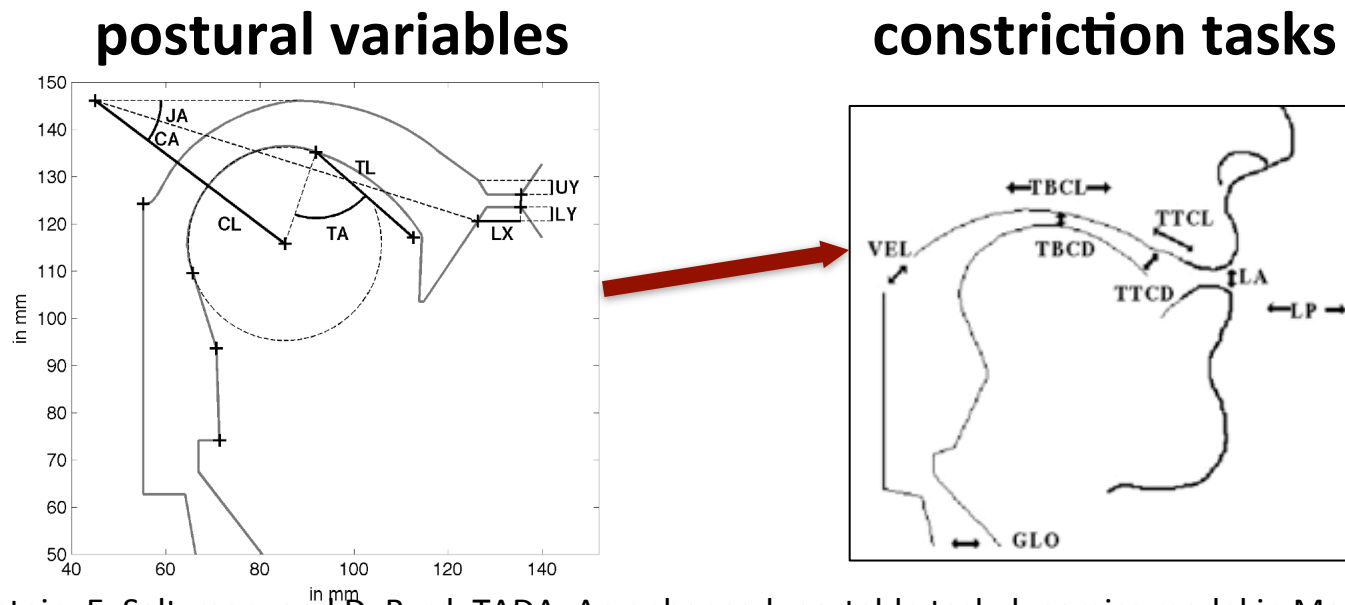 postural variables
constriction tasks
150
140
130
120
110
100
90
80
70
60
50
in mm
40
60
80
100
120
140
in mm
JA
CA
TL
UY
LY
CL
TA
LX
TBCL
TTCL
VEL
TBCD
LA
TTCD
LP
GLO
TADA: